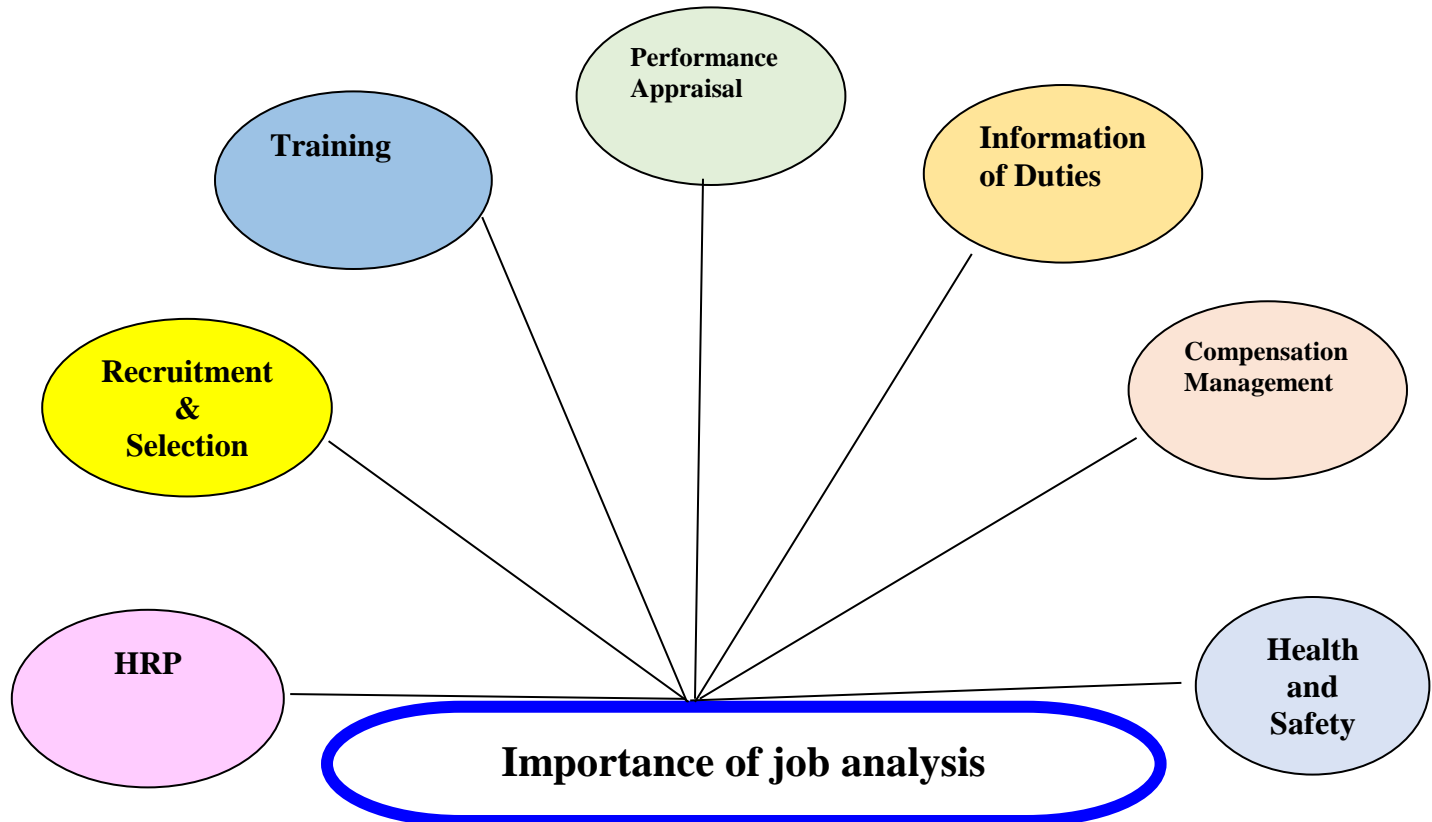 Performance
Appraisal
Training
Information
of Duties
Recruitment
&
Selection
Compensation
Management
HRP
Health
and
Safety
Importance of job analysis